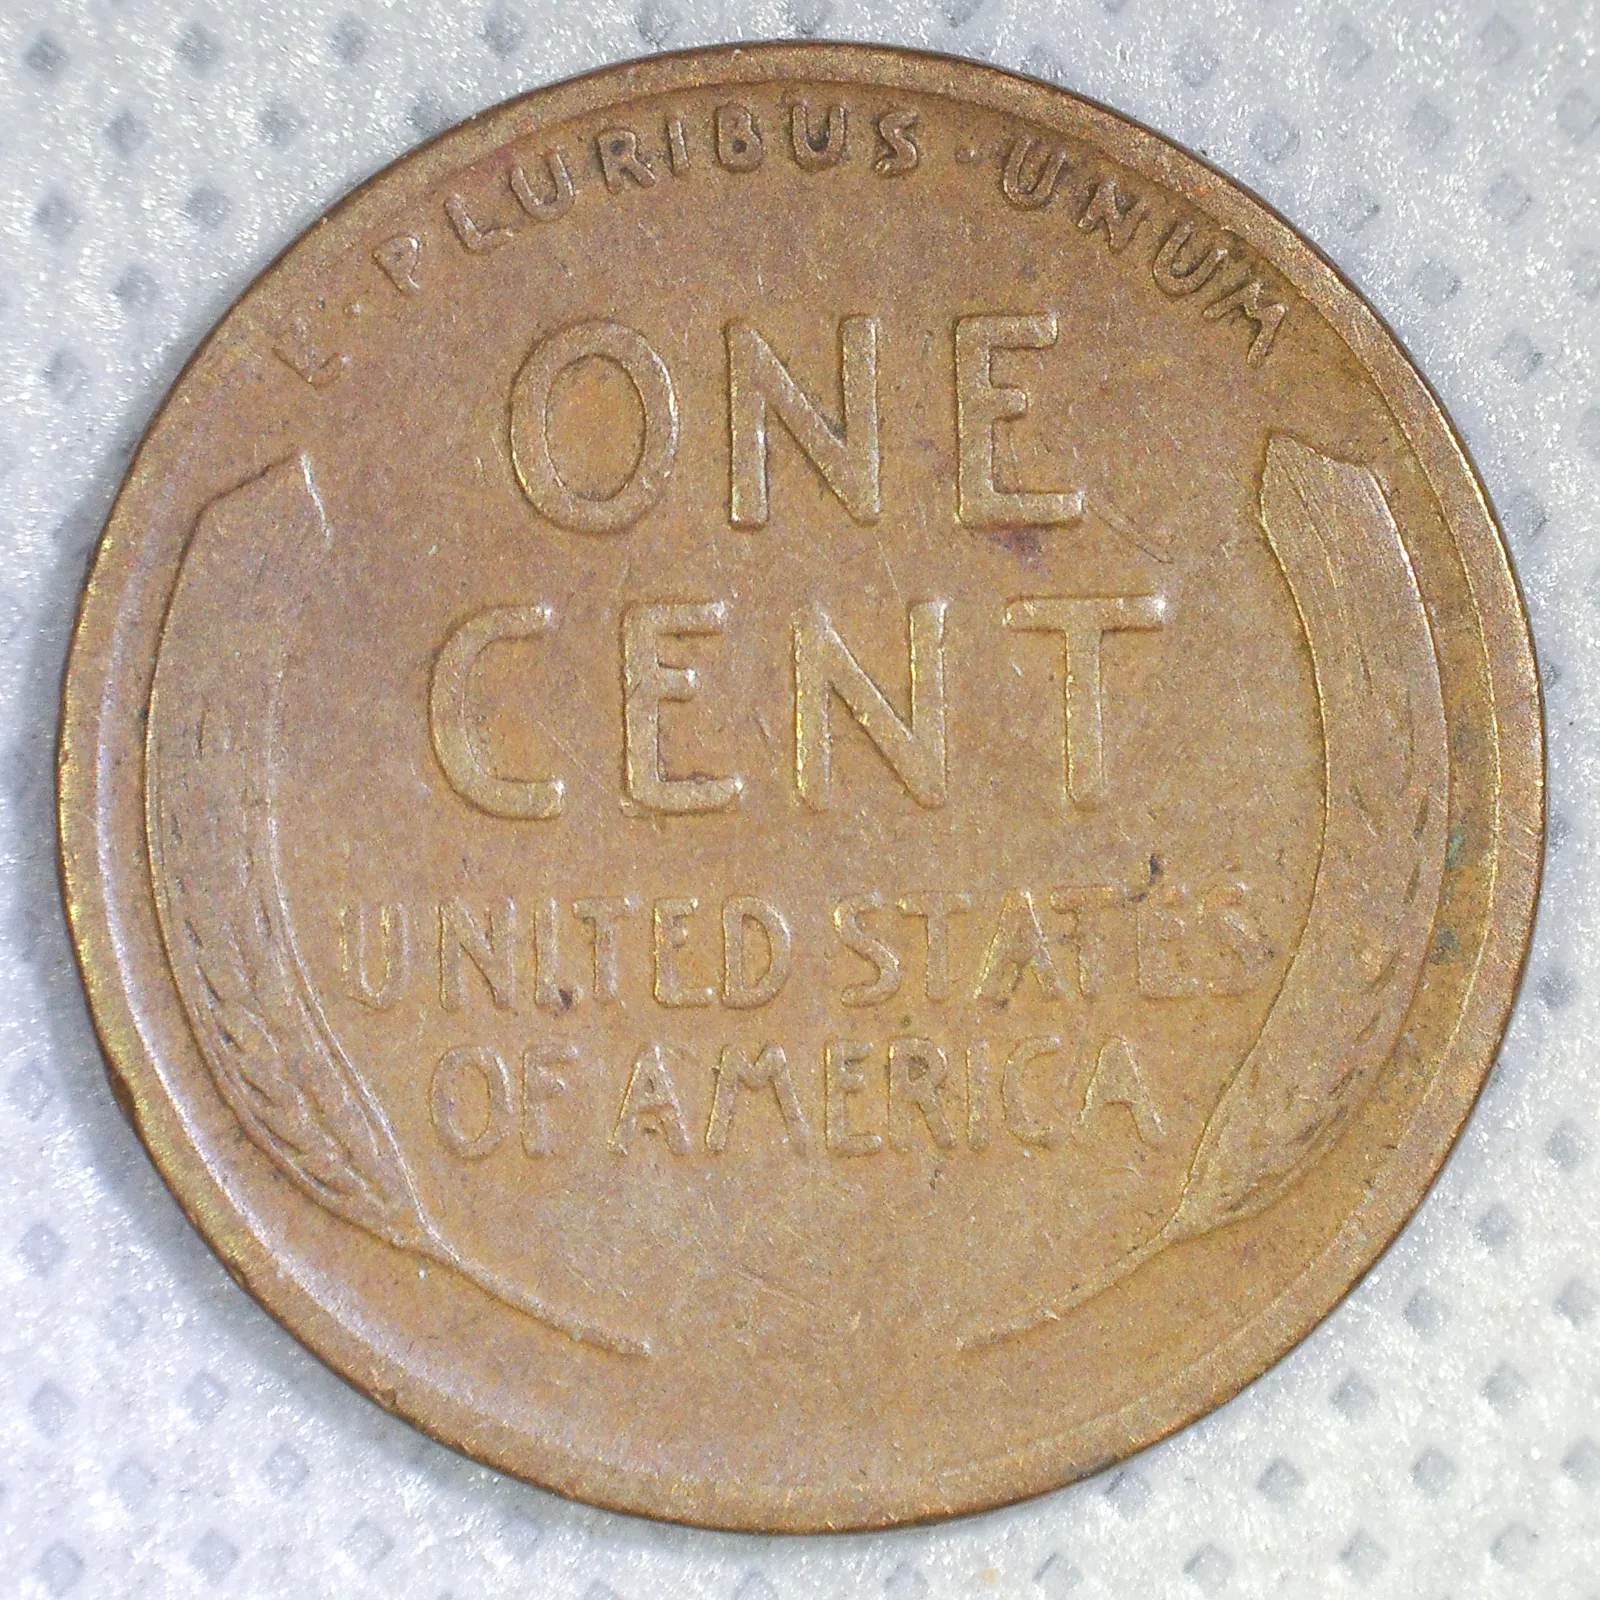 E·PLURIBUS·UNUM
ONE
CENT
UNITED STATES
OF AMERICA